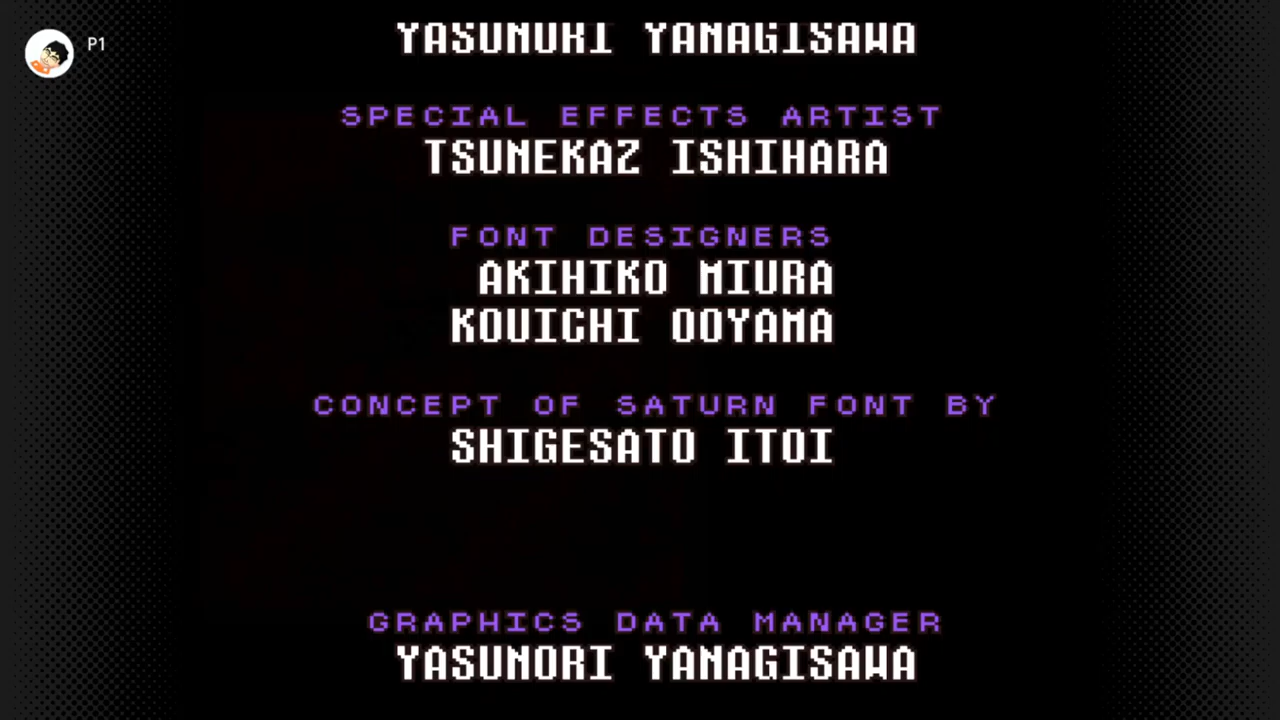 P1
YASUNUKI YANAGISAWA
SPECIAL EFFECTS ARTIST
TSUNEKAZ ISHIHARA
FONT DESIGNERS
AKIHIKO MIURA
KOUICHI OOYAMA
CONCEPT OF SATURN FONT BY
SHIGESATO ITOI
GRAPHICS DATA MANAGER
YASUNORI YANAGISAWA